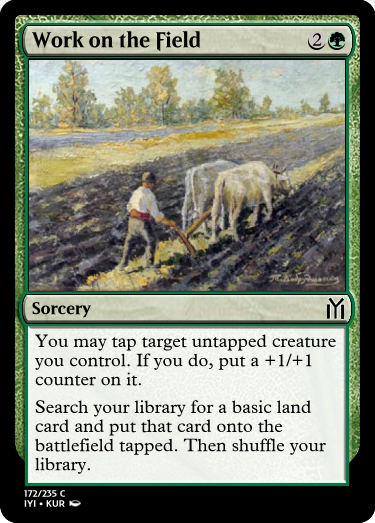 Work on the Field 2
Sorcery
You may tap target untapped creature
you control. If you do, put a +1/+1
counter on it.
Search your library for a basic land
card and put that card onto the
battlefield tapped. Then shuffle your
library.
172/235 C
IYI • KUR